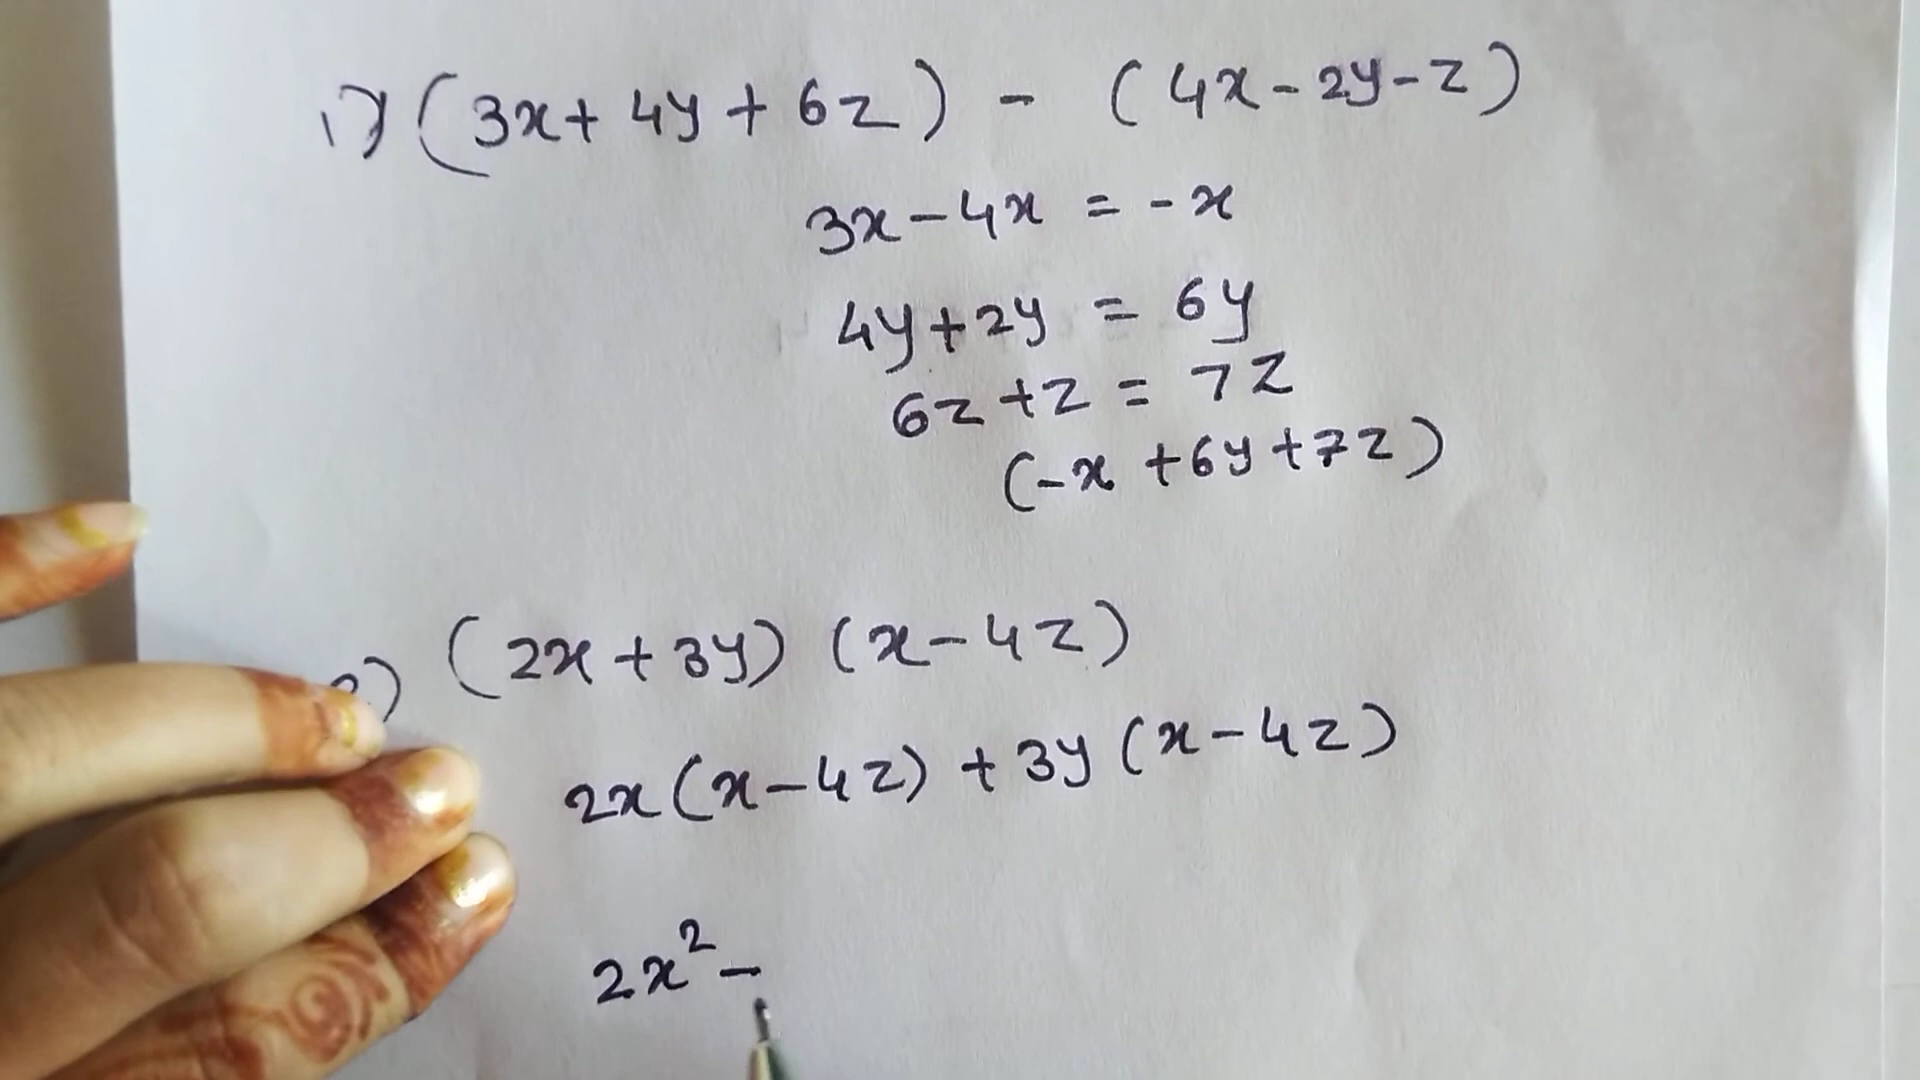 1) (3x + 4y + 6z) - (4x - 2y - z)
3x - 4x = - x
4y + 2y = 6y
6z + z = 7z
(-x + 6y + 7z)
(2x + 3y) (x - 4z)
2x (x - 4z) + 3y (x - 4z)
2x² -